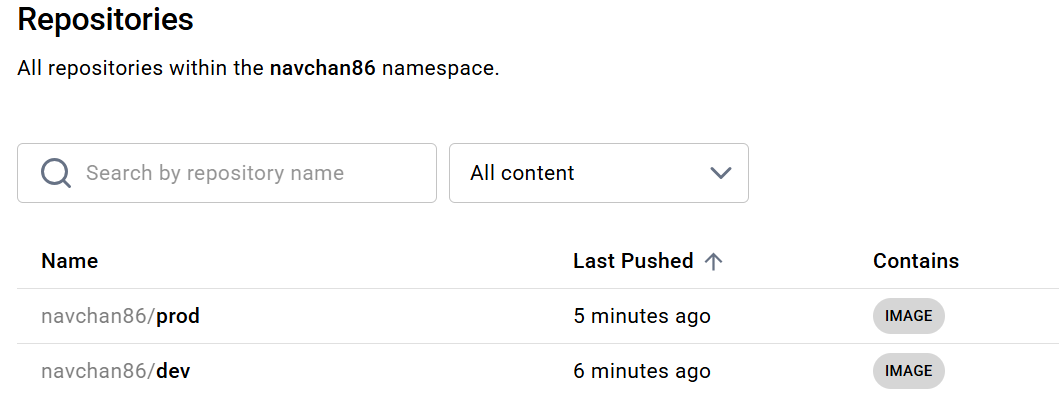 Repositories
All repositories within the navchan86 namespace.
Search by repository name All content
Name Last Pushed Contains
navchan86/prod 5 minutes ago IMAGE
navchan86/dev 6 minutes ago IMAGE